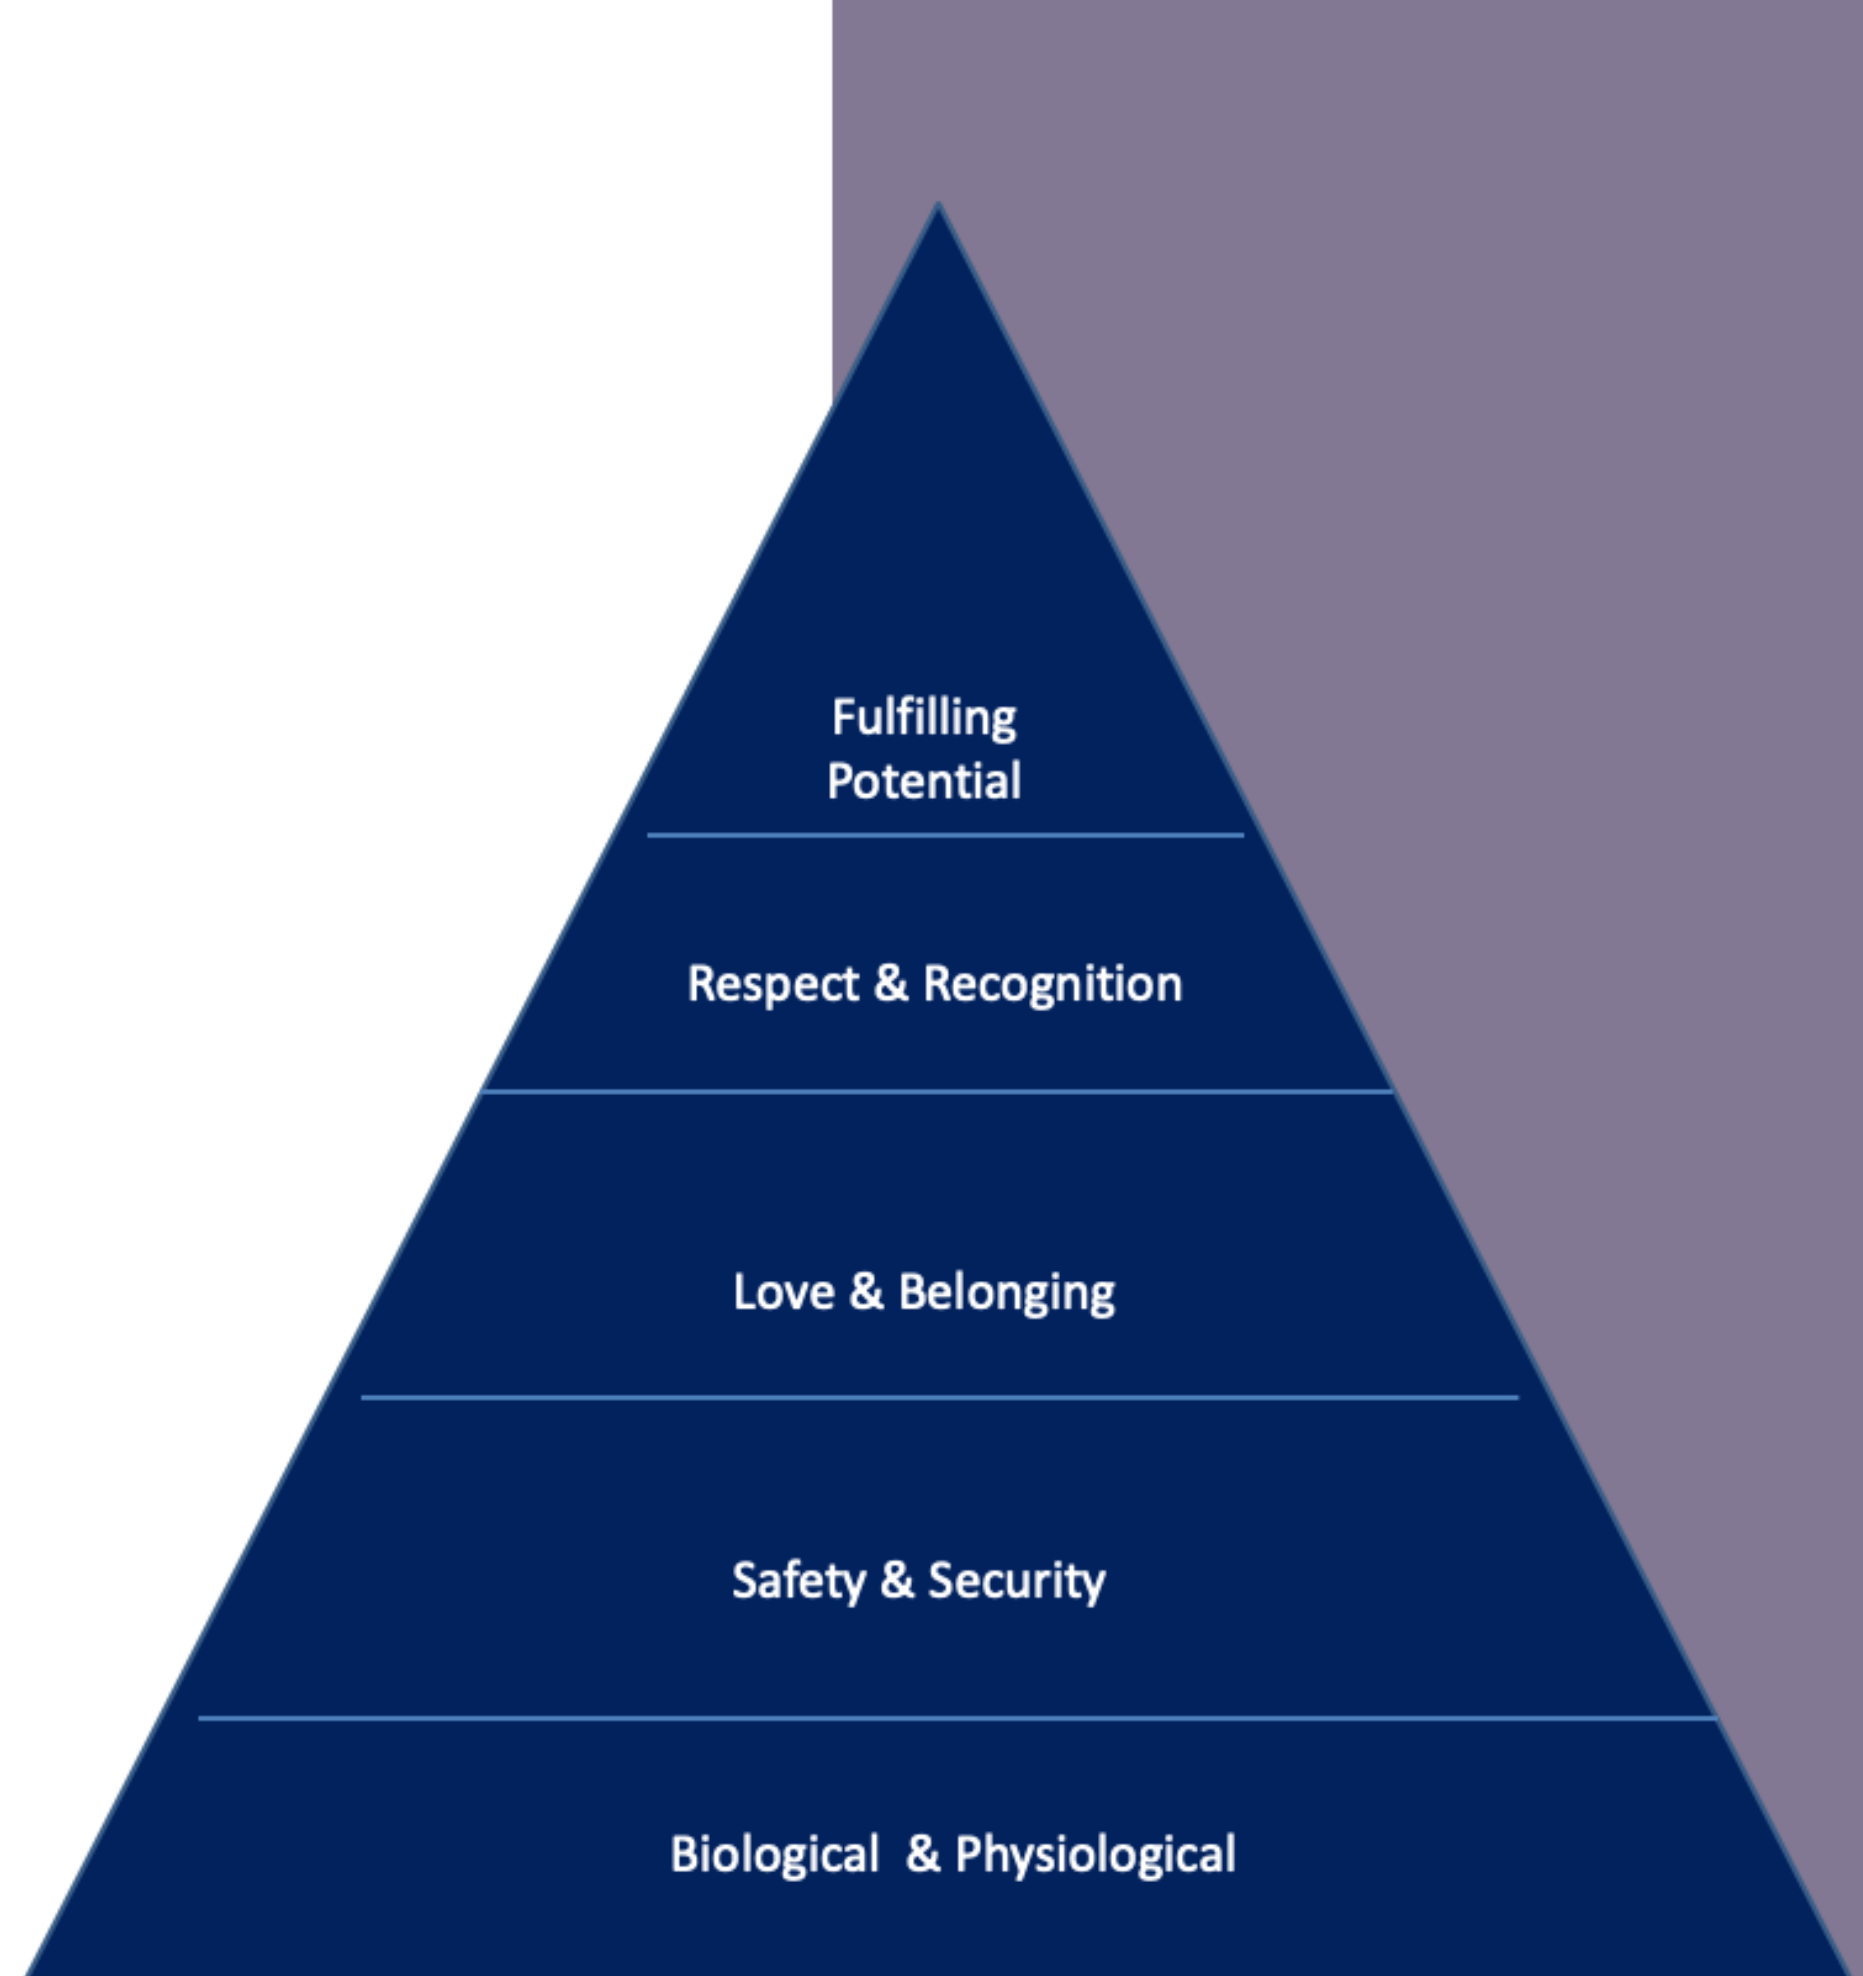 Fulfilling
Potential
Respect & Recognition
Love & Belonging
Safety & Security
Biological  & Physiological